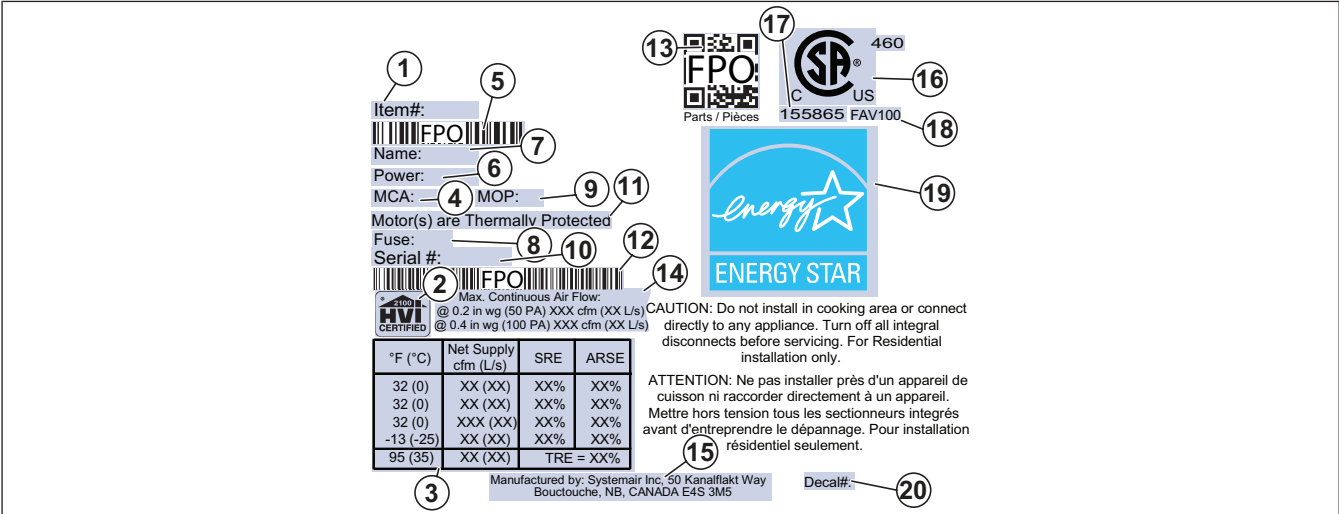 1
Item#:
5
FPO
Name:
7
Power:
6
MCA:
4
MOP:
9
Motor(s) are Thermally Protected
11
Fuse:
8
Serial #:
10
FPO
12
2
®
2100
HVI
CERTIFIED
Max. Continuous Air Flow:
@ 0.2 in wg (50 PA) XXX cfm (XX L/s)
@ 0.4 in wg (100 PA) XXX cfm (XX L/s)
14
°F (°C) Net Supply cfm (L/s) SRE ARSE
32 (0) XX (XX) XX% XX%
32 (0) XX (XX) XX% XX%
32 (0) XXX (XX) XX% XX%
-13 (-25) XX (XX) XX% XX%
95 (35) XX (XX) TRE = XX%
3
13
FPO
Parts / Pièces
17
460
CSA ®
C US
16
155865 FAV100
18
energy
ENERGY STAR
19
CAUTION: Do not install in cooking area or connect
directly to any appliance. Turn off all integral
disconnects before servicing. For Residential
installation only.
ATTENTION: Ne pas installer près d'un appareil de
cuisson ni raccorder directement à un appareil.
Mettre hors tension tous les sectionneurs integrés
avant d'entreprendre le dépannage. Pour installation
résidentiel seulement.
15
Manufactured by: Systemair Inc, 50 Kanalflakt Way
Bouctouche, NB, CANADA E4S 3M5
Decal#:
20